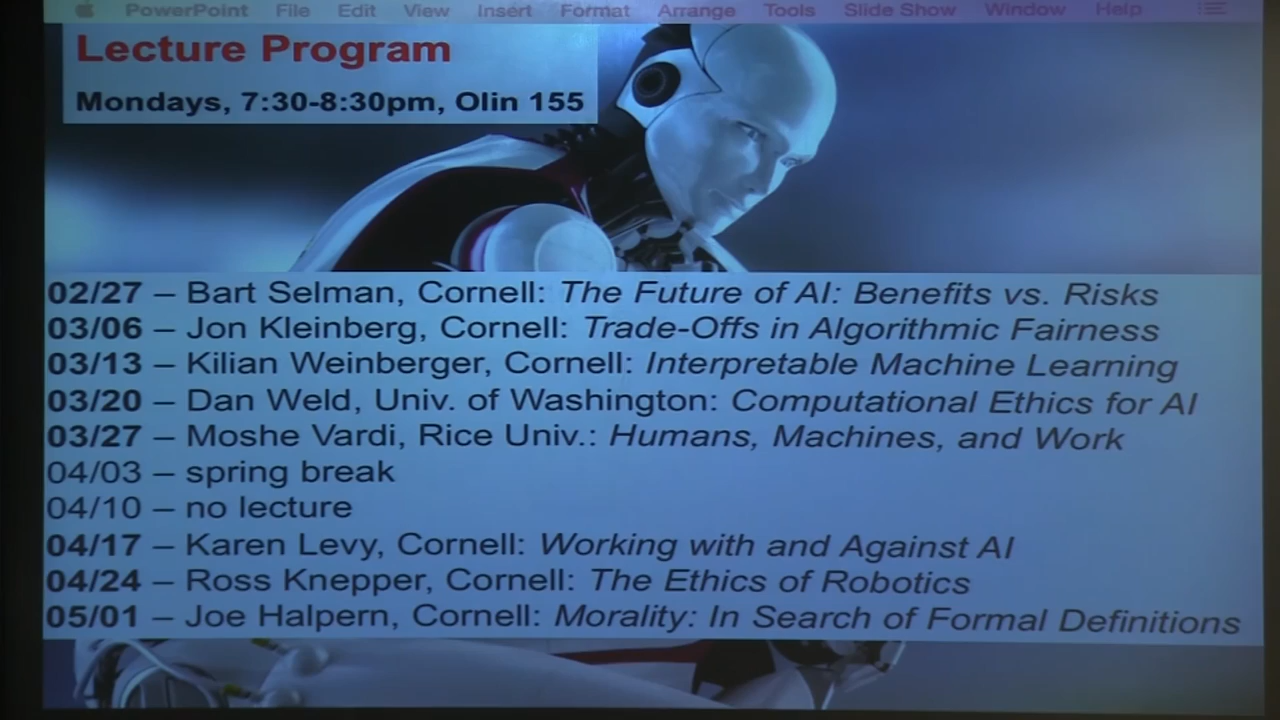 PowerPoint File Edit View Insert Format Arrange Tools Slide Show Window Help
Lecture Program
Mondays, 7:30-8:30pm, Olin 155
02/27 – Bart Selman, Cornell: The Future of AI: Benefits vs. Risks
03/06 – Jon Kleinberg, Cornell: Trade-Offs in Algorithmic Fairness
03/13 – Kilian Weinberger, Cornell: Interpretable Machine Learning
03/20 – Dan Weld, Univ. of Washington: Computational Ethics for AI
03/27 – Moshe Vardi, Rice Univ.: Humans, Machines, and Work
04/03 – spring break
04/10 – no lecture
04/17 – Karen Levy, Cornell: Working with and Against AI
04/24 – Ross Knepper, Cornell: The Ethics of Robotics
05/01 – Joe Halpern, Cornell: Morality: In Search of Formal Definitions